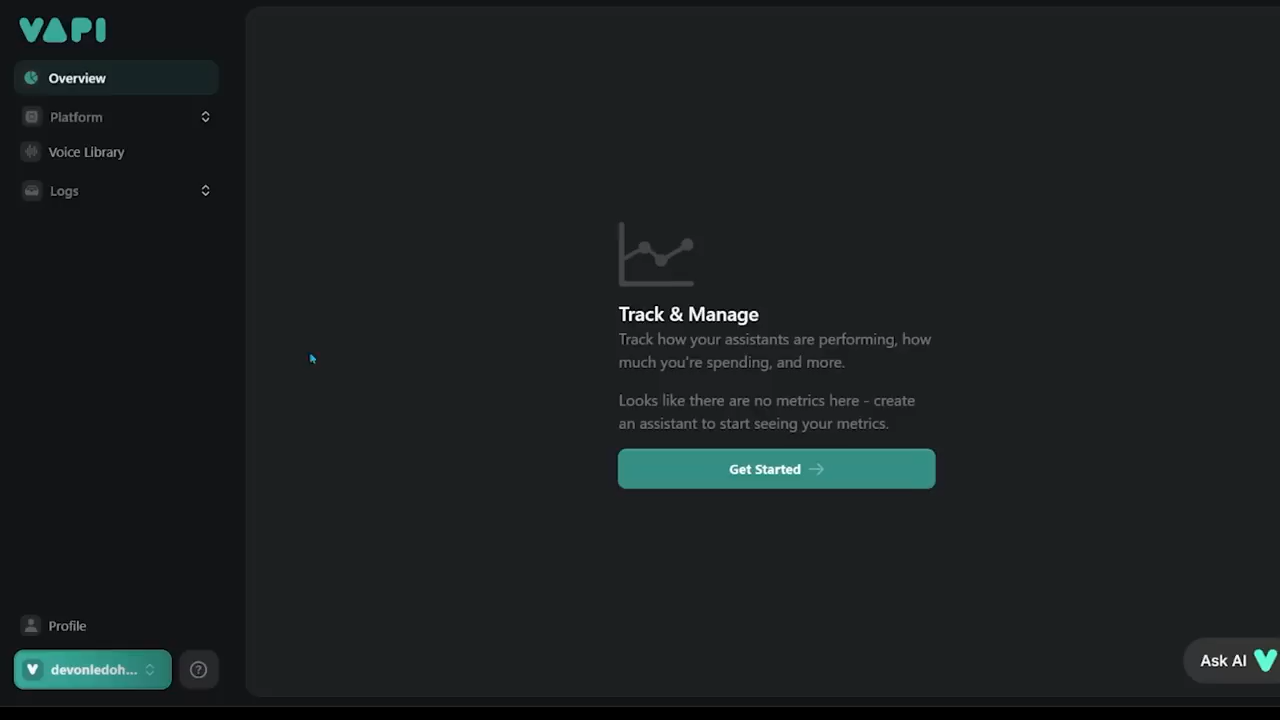 VAPI
Overview
Platform
Voice Library
Logs
Track & Manage
Track how your assistants are performing, how
much you're spending, and more.
Looks like there are no metrics here - create
an assistant to start seeing your metrics.
Get Started
Profile
devonledoh...
Ask AI